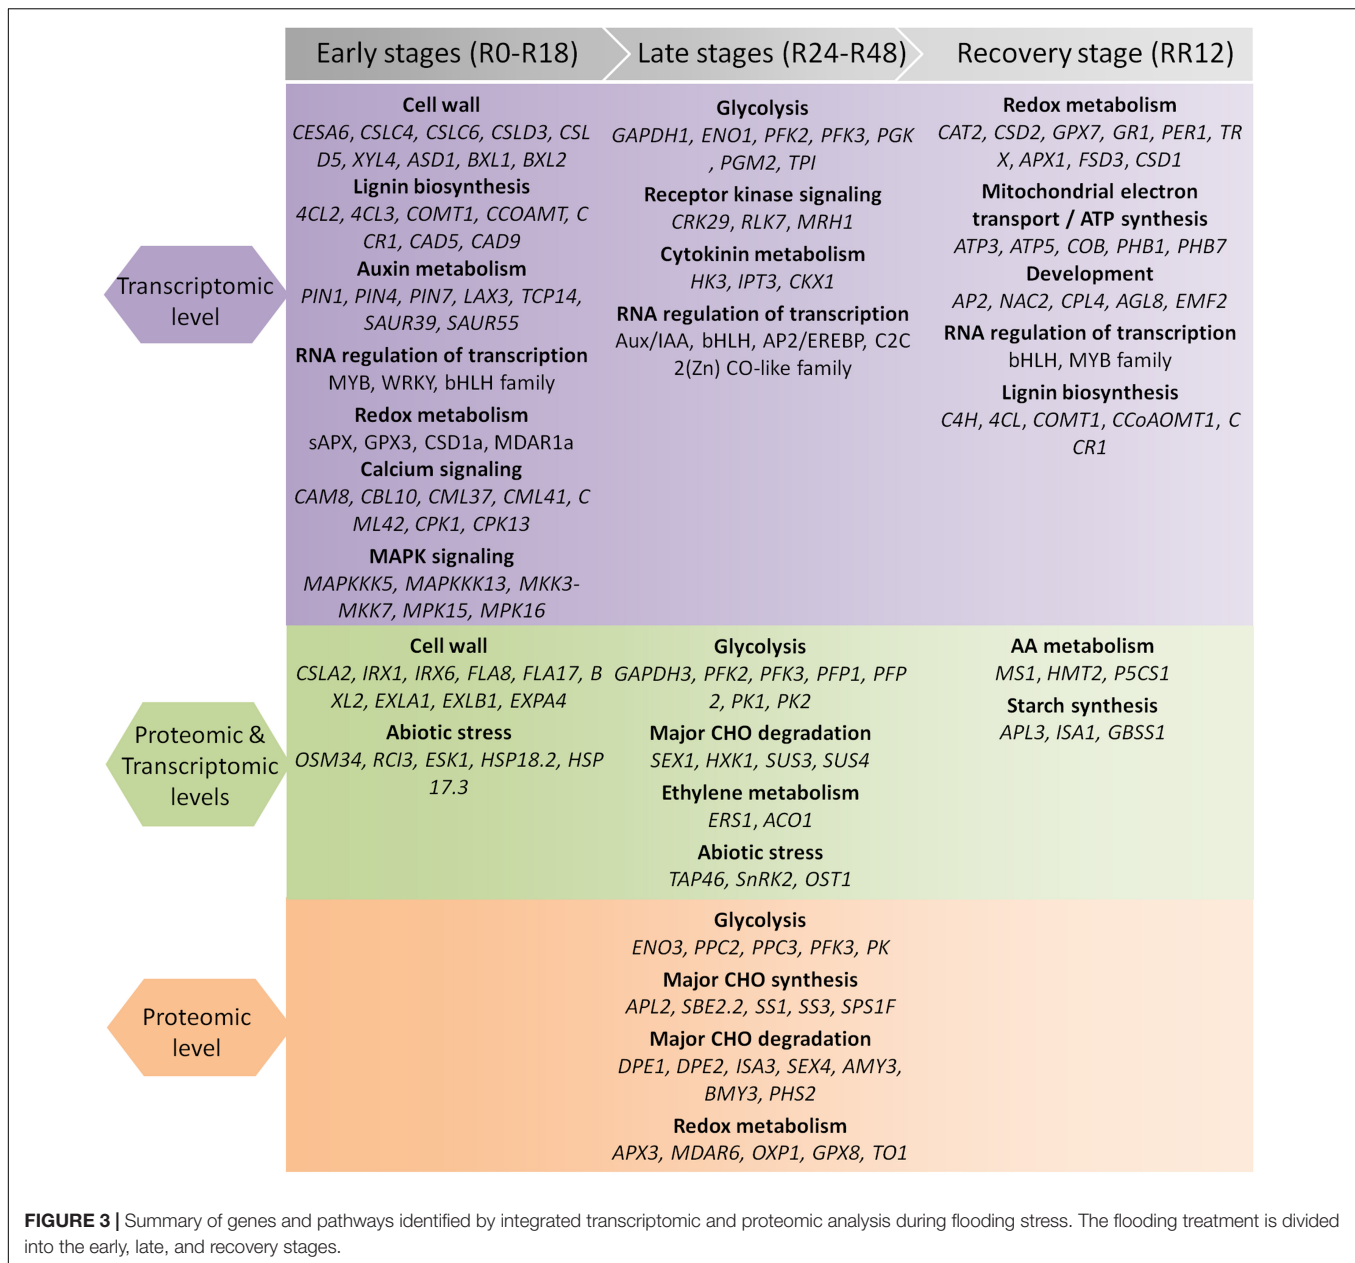 Early stages (R0-R18)
Late stages (R24-R48)
Recovery stage (RR12)
Transcriptomic
level
Cell wall
CESA6, CSLC4, CSLC6, CSLD3, CSL
D5, XYL4, ASD1, BXL1, BXL2
Lignin biosynthesis
4CL2, 4CL3, COMT1, CCOAMT, C
CR1, CAD5, CAD9
Auxin metabolism
PIN1, PIN4, PIN7, LAX3, TCP14,
SAUR39, SAUR55
RNA regulation of transcription
MYB, WRKY, bHLH family
Redox metabolism
sAPX, GPX3, CSD1a, MDAR1a
Calcium signaling
CAM8, CBL10, CML37, CML41, C
ML42, CPK1, CPK13
MAPK signaling
MAPKKK5, MAPKKK13, MKK3-
MKK7, MPK15, MPK16
Glycolysis
GAPDH1, ENO1, PFK2, PFK3, PGK
, PGM2, TPI
Receptor kinase signaling
CRK29, RLK7, MRH1
Cytokinin metabolism
HK3, IPT3, CKX1
RNA regulation of transcription
Aux/IAA, bHLH, AP2/EREBP, C2C
2(Zn) CO-like family
Redox metabolism
CAT2, CSD2, GPX7, GR1, PER1, TR
X, APX1, FSD3, CSD1
Mitochondrial electron
transport / ATP synthesis
ATP3, ATP5, COB, PHB1, PHB7
Development
AP2, NAC2, CPL4, AGL8, EMF2
RNA regulation of transcription
bHLH, MYB family
Lignin biosynthesis
C4H, 4CL, COMT1, CCoAOMT1, C
CR1
Proteomic &
Transcriptomic
levels
Cell wall
CSLA2, IRX1, IRX6, FLA8, FLA17, B
XL2, EXLA1, EXLB1, EXPA4
Abiotic stress
OSM34, RCI3, ESK1, HSP18.2, HSP
17.3
Glycolysis
GAPDH3, PFK2, PFK3, PFP1, PFP
2, PK1, PK2
Major CHO degradation
SEX1, HXK1, SUS3, SUS4
Ethylene metabolism
ERS1, ACO1
Abiotic stress
TAP46, SnRK2, OST1
AA metabolism
MS1, HMT2, P5CS1
Starch synthesis
APL3, ISA1, GBSS1
Proteomic
level
Glycolysis
ENO3, PPC2, PPC3, PFK3, PK
Major CHO synthesis
APL2, SBE2.2, SS1, SS3, SPS1F
Major CHO degradation
DPE1, DPE2, ISA3, SEX4, AMY3,
BMY3, PHS2
Redox metabolism
APX3, MDAR6, OXP1, GPX8, TO1
FIGURE 3 | Summary of genes and pathways identified by integrated transcriptomic and proteomic analysis during flooding stress. The flooding treatment is divided
into the early, late, and recovery stages.